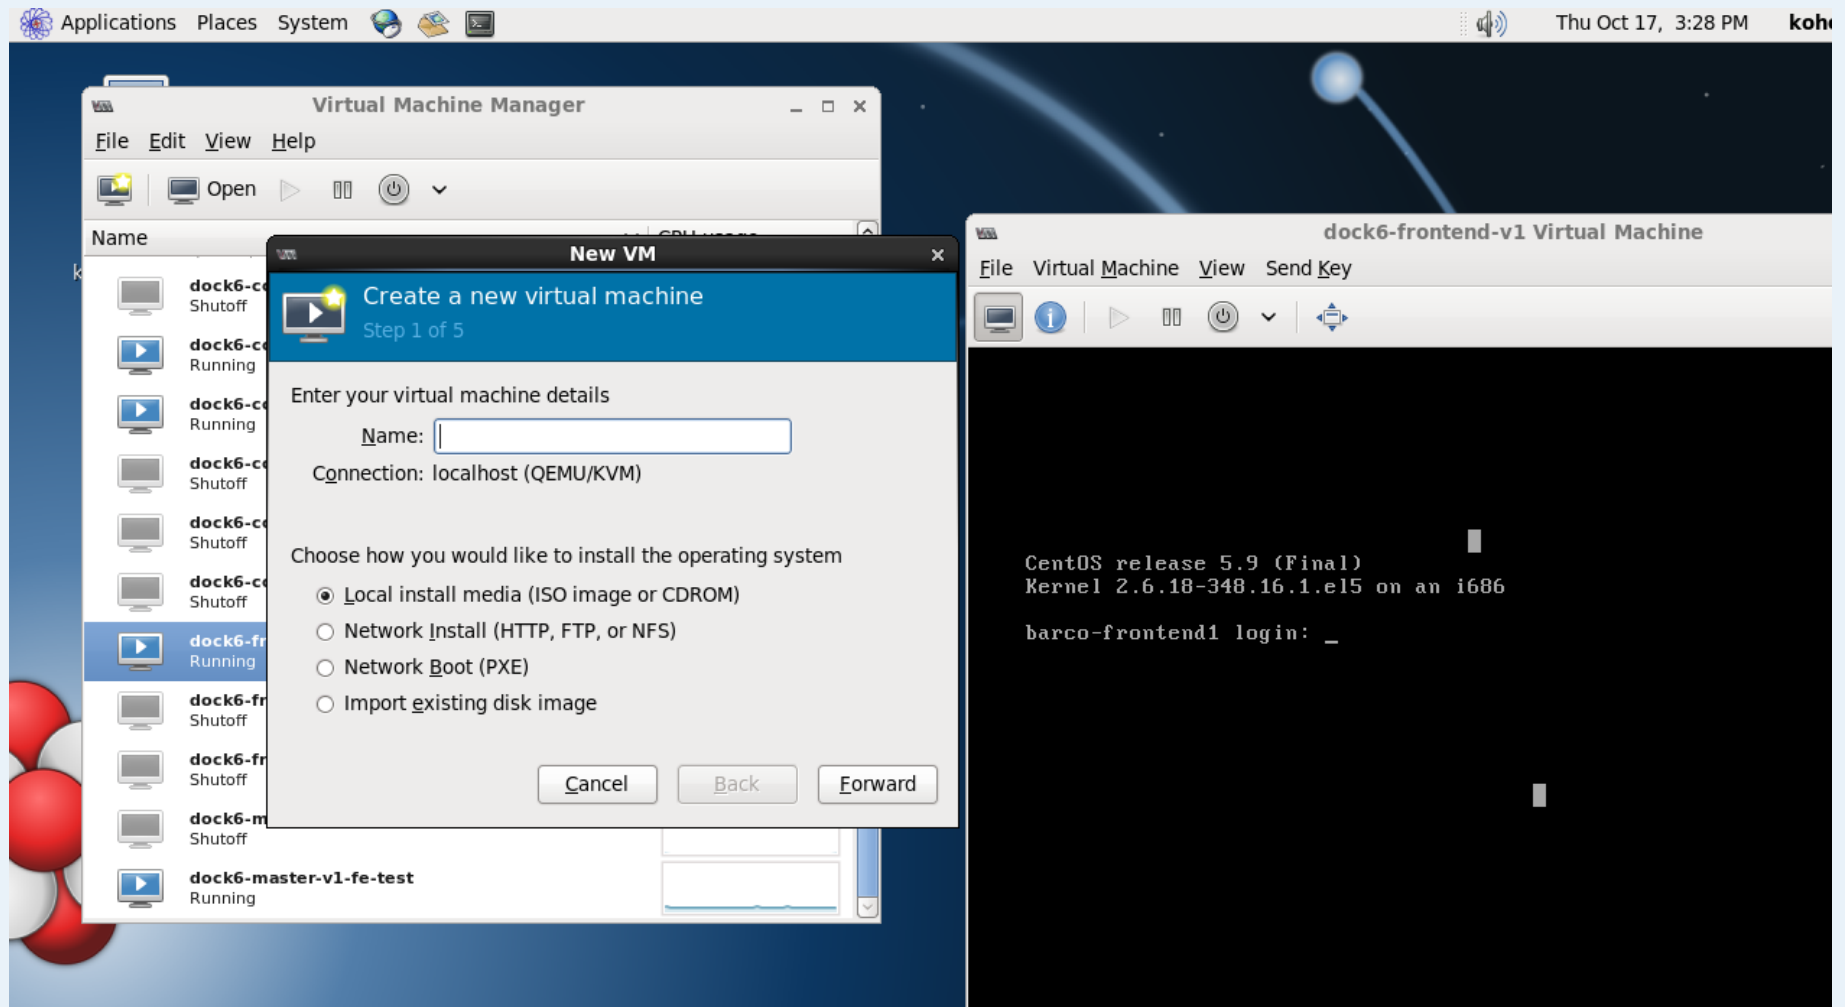 Applications Places System
Thu Oct 17, 3:28 PM
Virtual Machine Manager
File Edit View Help
Open
Name
dock6-
Shutoff
dock6-
Running
dock6-
Running
dock6-
Shutoff
dock6-
Shutoff
dock6-
Shutoff
dock6-fr
Running
dock6-fr
Shutoff
dock6-fr
Shutoff
dock6-m
Shutoff
dock6-master-v1-fe-test
Running
New VM
Create a new virtual machine
Step 1 of 5
Enter your virtual machine details
Name:
Connection: localhost (QEMU/KVM)
Choose how you would like to install the operating system
Local install media (ISO image or CDROM)
Network Install (HTTP, FTP, or NFS)
Network Boot (PXE)
Import existing disk image
Cancel Back Forward
dock6-frontend-v1 Virtual Machine
File Virtual Machine View Send Key
CentOS release 5.9 (Final)
Kernel 2.6.18-348.16.1.el5 on an i686
barco-frontend1 login: _